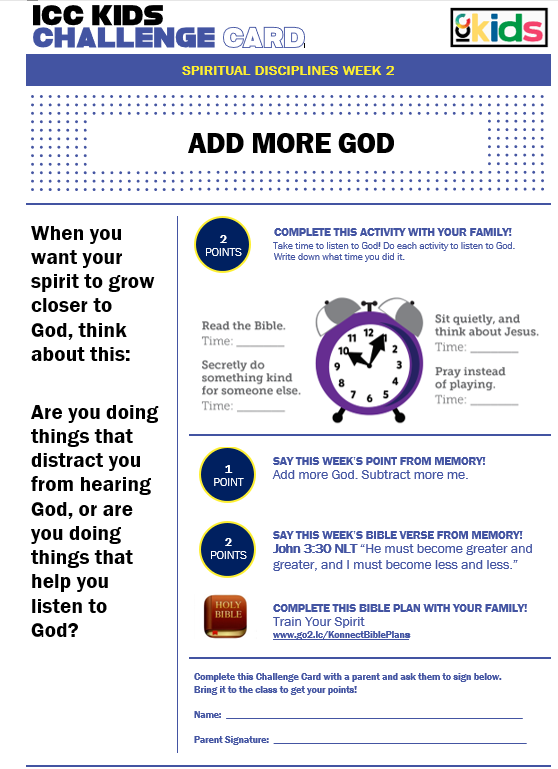 ICC KIDS
CHALLENGE CARD
ICC kids
SPIRITUAL DISCIPLINES WEEK 2
ADD MORE GOD
When you
want your
spirit to grow
closer to
God, think
about this:
Are you doing
things that
distract you
from hearing
God, or are
you doing
things that
help you
listen to
God?
2
POINTS
COMPLETE THIS ACTIVITY WITH YOUR FAMILY!
Take time to listen to God! Do each activity to listen to God.
Write down what time you did it.
Read the Bible.
Time: ________
Secretly do
something kind
for someone else.
Time: ________
12
1
2
3
4
5
6
7
8
9
10
11
Sit quietly, and
think about Jesus.
Time: ________
Pray instead
of playing.
Time: ________
1
POINT
SAY THIS WEEK'S POINT FROM MEMORY!
Add more God. Subtract more me.
2
POINTS
SAY THIS WEEK'S BIBLE VERSE FROM MEMORY!
John 3:30 NLT “He must become greater and
greater, and I must become less and less.”
HOLY
BIBLE
COMPLETE THIS BIBLE PLAN WITH YOUR FAMILY!
Train Your Spirit
www.go2.lc/KonnectBiblePlans
Complete this Challenge Card with a parent and ask them to sign below.
Bring it to the class to get your points!
Name: ________
Parent Signature: ________